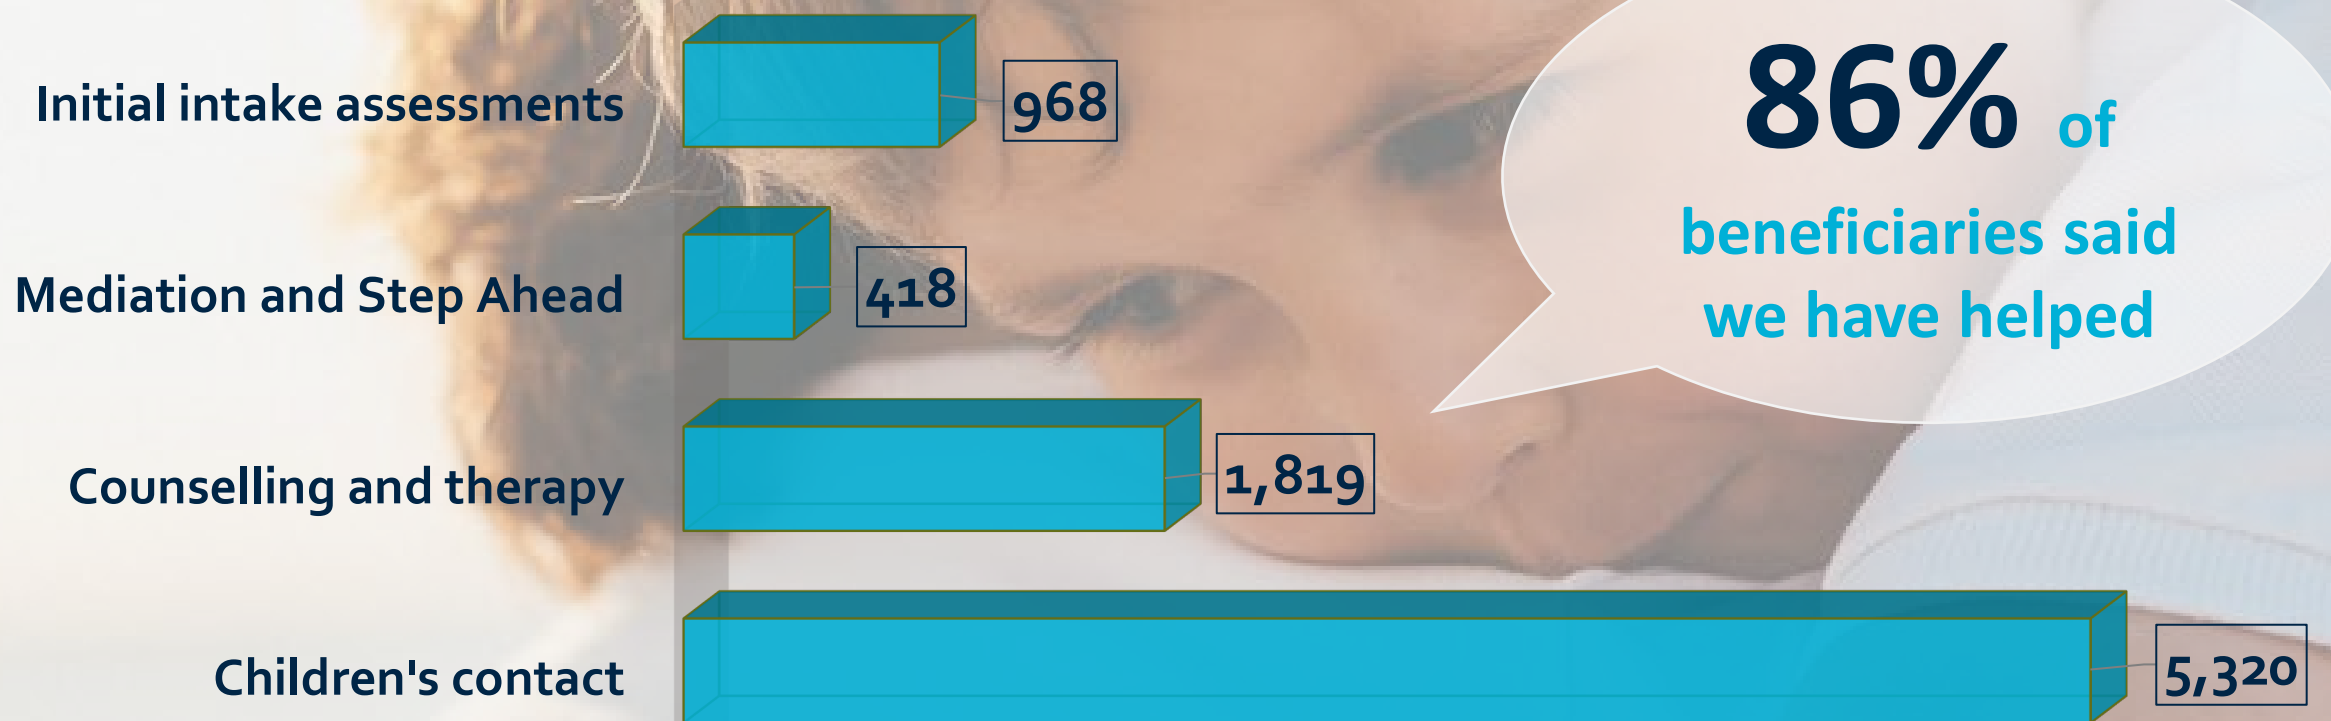 Initial intake assessments 968
Mediation and Step Ahead 418
Counselling and therapy 1,819
Children's contact 5,320
86% of
beneficiaries said
we have helped